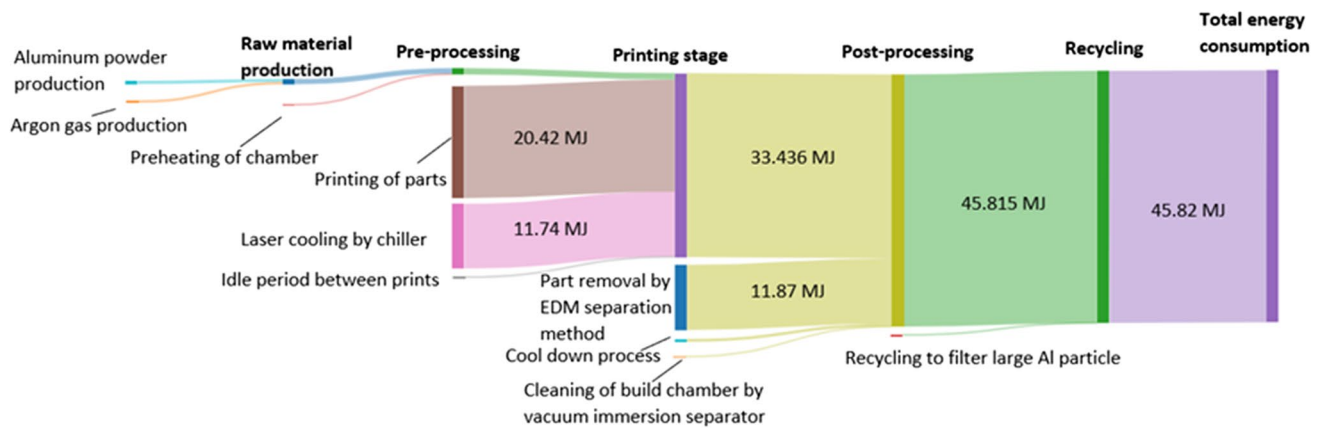 Total energy
consumption
Raw material
production
Pre-processing
Printing stage
Post-processing
Recycling
Aluminum powder
production
Argon gas production
Preheating of chamber
Printing of parts
20.42 MJ
33.436 MJ
45.815 MJ
45.82 MJ
Laser cooling by chiller
11.74 MJ
Idle period between prints
Part removal by
EDM separation
method
11.87 MJ
Cool down process
Recycling to filter large Al particle
Cleaning of build chamber by
vacuum immersion separator